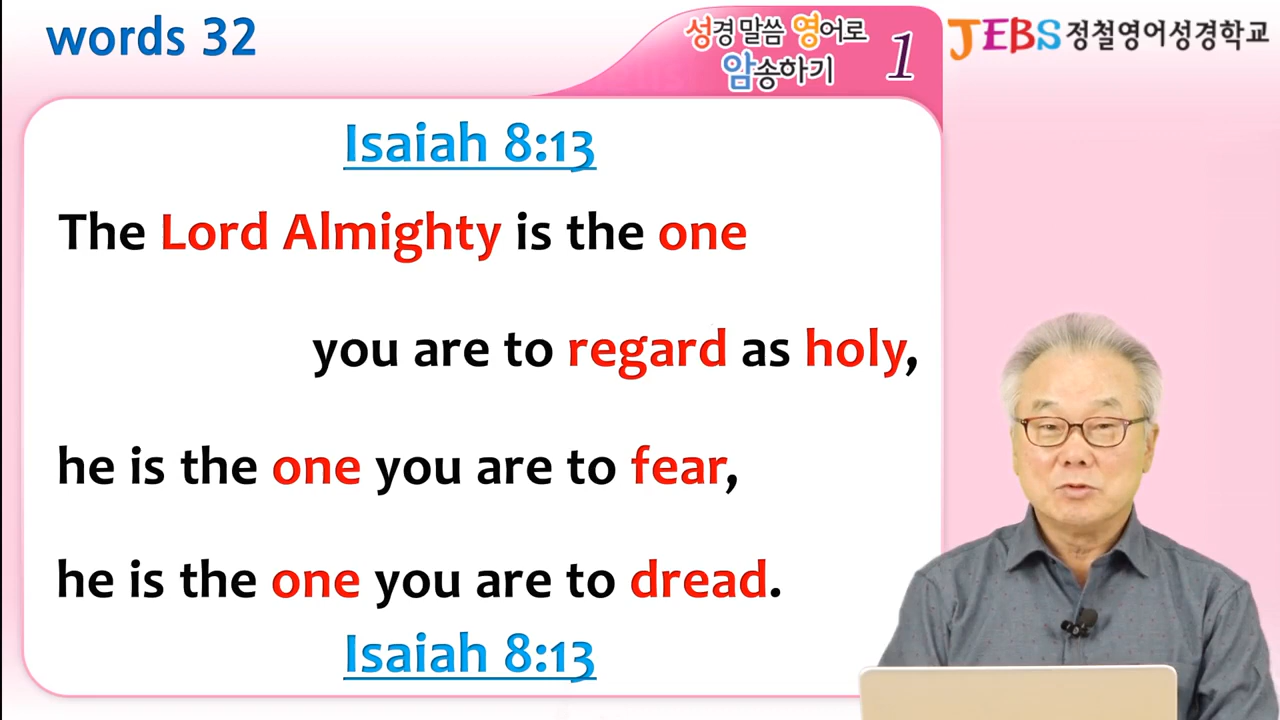 words 32
성경 말씀 영어로
암송하기
1
JEBS 정철영어성경학교
Isaiah 8:13
The Lord Almighty is the one
you are to regard as holy,
he is the one you are to fear,
he is the one you are to dread.
Isaiah 8:13